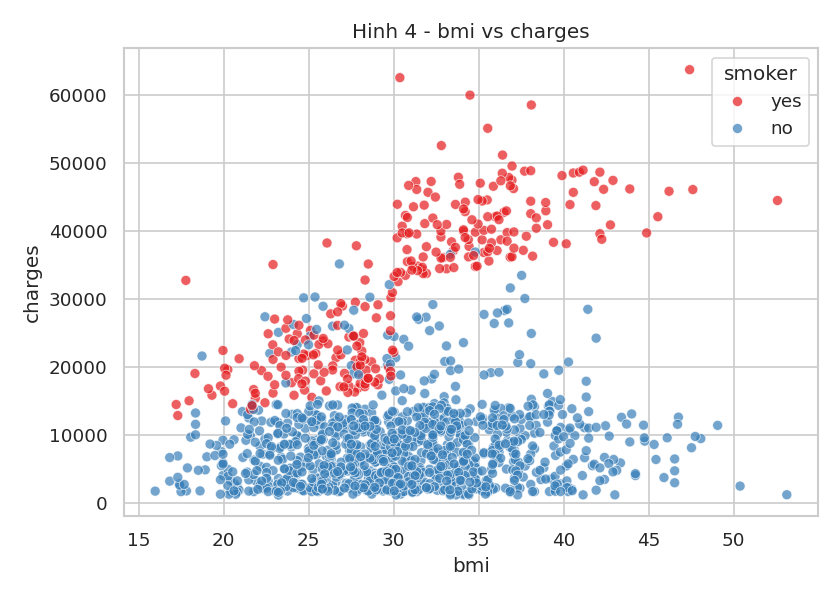 Hinh 4 - bmi vs charges
smoker
yes
no
charges
60000
50000
40000
30000
20000
10000
0
15 20 25 30 35 40 45 50
bmi